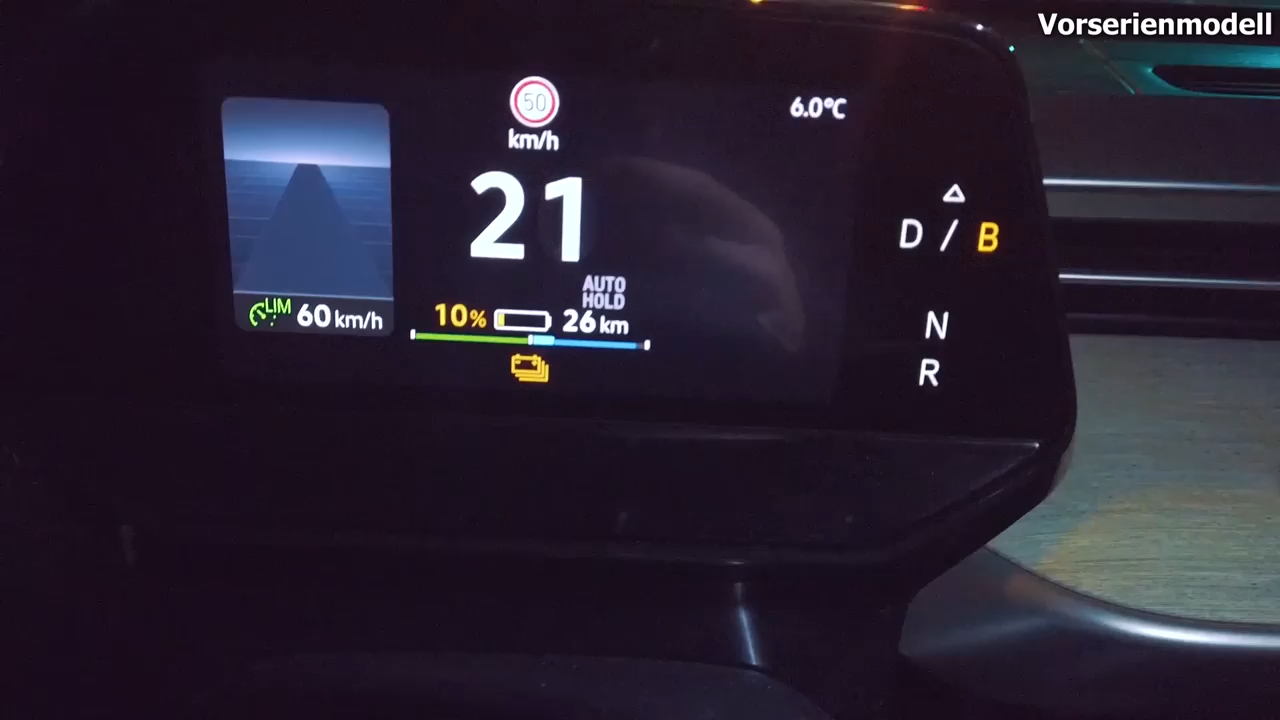 Vorserienmodell
50
km/h
6.0°C
21
D / B
AUTO
HOLD
LIM 60 km/h
10% 26 km
N
R